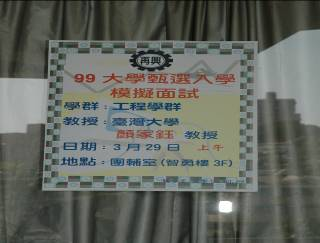 再興
99 大學甄選入學
模擬面試
學群：工程學群
教授：臺灣大學
顏家鈺 教授
日期：3 月 29 日 上午
地點：團輔室（智勇樓 3F）